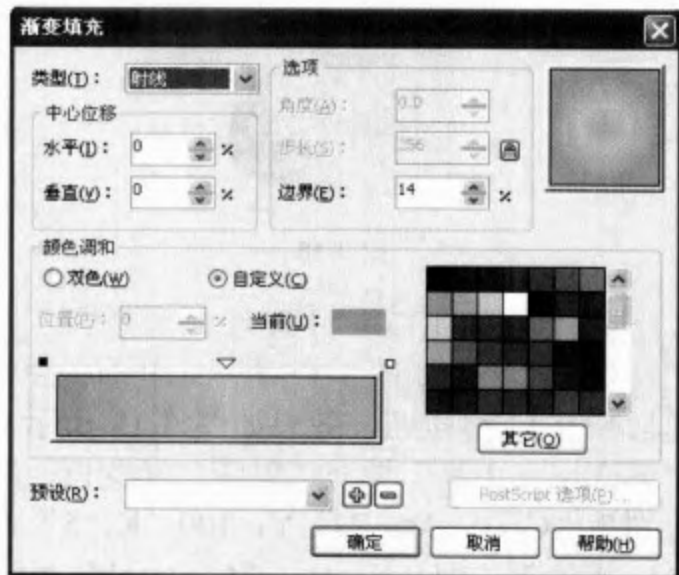 渐变填充
类型(T)： 射线
选项
角度(A)： 0.0
步长(S)： 256
边界(E)： 14 %
中心位移
水平(I)： 0 %
垂直(V)： 0 %
颜色调和
双色(W) 自定义(C)
位置(P)： 0 % 当前(U)：
其它(O)
预设(R)：
PostScript 选项(P)...
确定 取消 帮助(H)